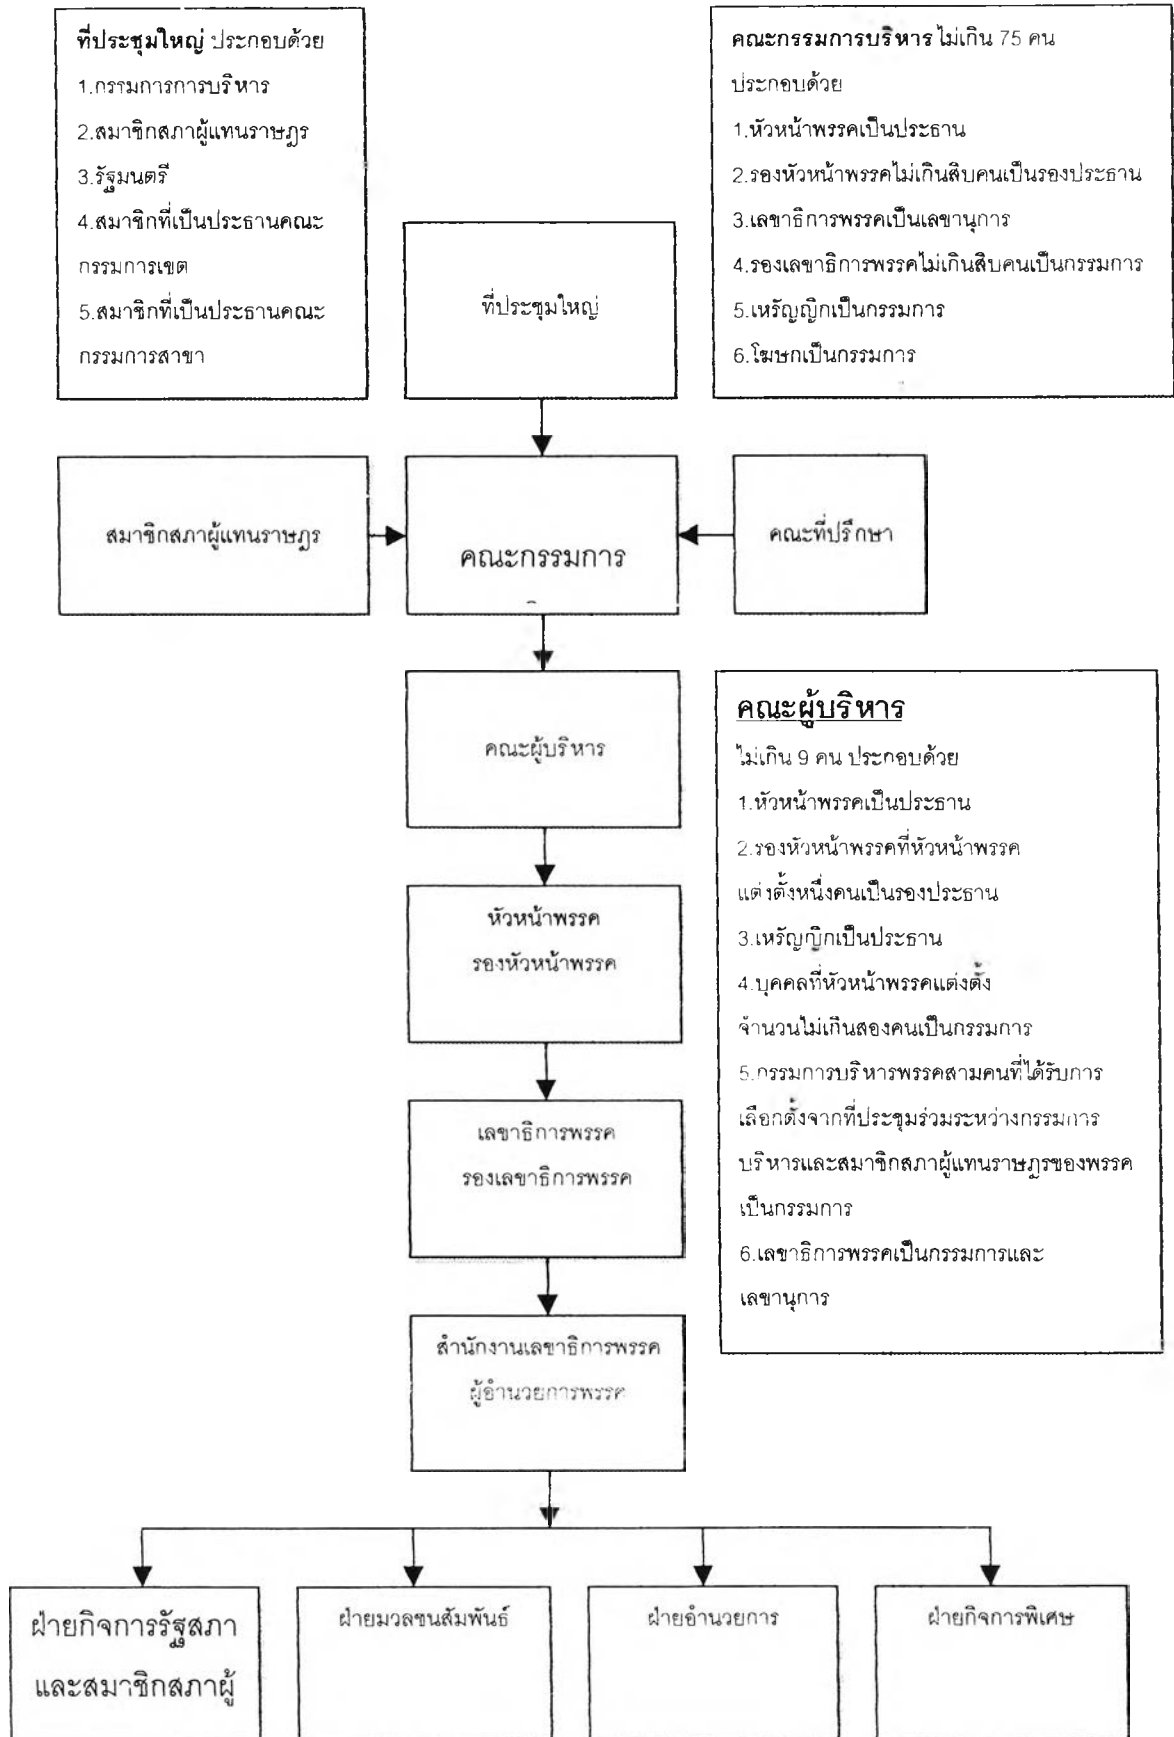 ที่ประชุมใหญ่ ประกอบด้วย
1.กรรมการการบริหาร
2.สมาชิกสภาผู้แทนราษฎร
3.รัฐมนตรี
4.สมาชิกที่เป็นประธานคณะ
กรรมการเขต
5.สมาชิกที่เป็นประธานคณะ
กรรมการสาขา
ที่ประชุมใหญ่
คณะกรรมการบริหาร ไม่เกิน 75 คน
ประกอบด้วย
1.หัวหน้าพรรคเป็นประธาน
2.รองหัวหน้าพรรคไม่เกินสิบคนเป็นรองประธาน
3.เลขาธิการพรรคเป็นเลขานุการ
4.รองเลขาธิการพรรคไม่เกินสิบคนเป็นกรรมการ
5.เหรัญญิกเป็นกรรมการ
6.โฆษกเป็นกรรมการ
สมาชิกสภาผู้แทนราษฎร
คณะกรรมการ
คณะที่ปรึกษา
คณะผู้บริหาร
หัวหน้าพรรค
รองหัวหน้าพรรค
เลขาธิการพรรค
รองเลขาธิการพรรค
สำนักงานเลขาธิการพรรค
ผู้อำนวยการพรรค
คณะผู้บริหาร
ไม่เกิน 9 คน ประกอบด้วย
1.หัวหน้าพรรคเป็นประธาน
2.รองหัวหน้าพรรคที่หัวหน้าพรรค
แต่งตั้งหนึ่งคนเป็นรองประธาน
3.เหรัญญิกเป็นประธาน
4.บุคคลที่หัวหน้าพรรคแต่งตั้ง
จำนวนไม่เกินสองคนเป็นกรรมการ
5.กรรมการบริหารพรรคสามคนที่ได้รับการ
เลือกตั้งจากที่ประชุมร่วมระหว่างกรรมการ
บริหารและสมาชิกสภาผู้แทนราษฎรของพรรค
เป็นกรรมการ
6.เลขาธิการพรรคเป็นกรรมการและ
เลขานุการ
ฝ่ายกิจการรัฐสภา
และสมาชิกสภาผู้
ฝ่ายมวลชนสัมพันธ์
ฝ่ายอำนวยการ
ฝ่ายกิจการพิเศษ